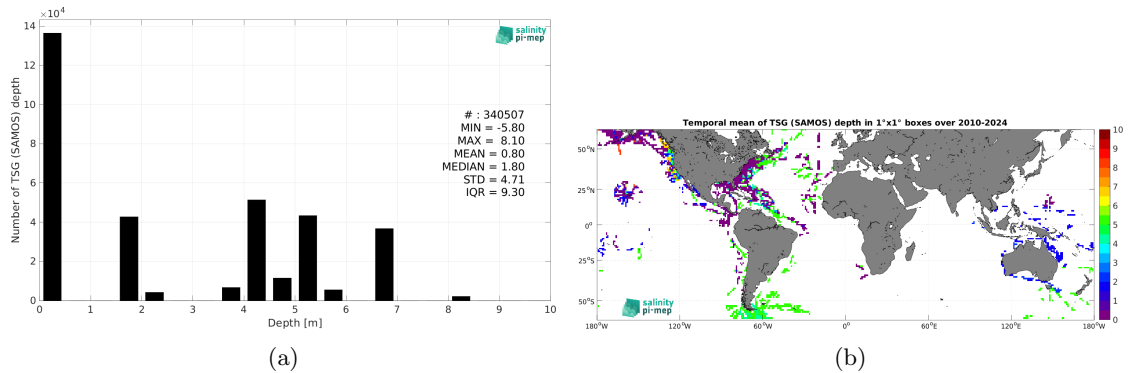 ×10⁴
14
12
10
8
6
4
2
0
Number of TSG (SAMOS) depth
salinity
pi-mep
# : 340507
MIN = -5.80
MAX = 8.10
MEAN = 0.80
MEDIAN = 1.80
STD = 4.71
IQR = 9.30
0 1 2 3 4 5 6 7 8 9 10
Depth [m]
(a)
Temporal mean of TSG (SAMOS) depth in 1°x1° boxes over 2010-2024
50°N
25°N
0°
25°S
50°S
salinity
pi-mep
180°W 120°W 60°W 0° 60°E 120°E 180°W
10
9
8
7
6
5
4
3
2
1
0
(b)